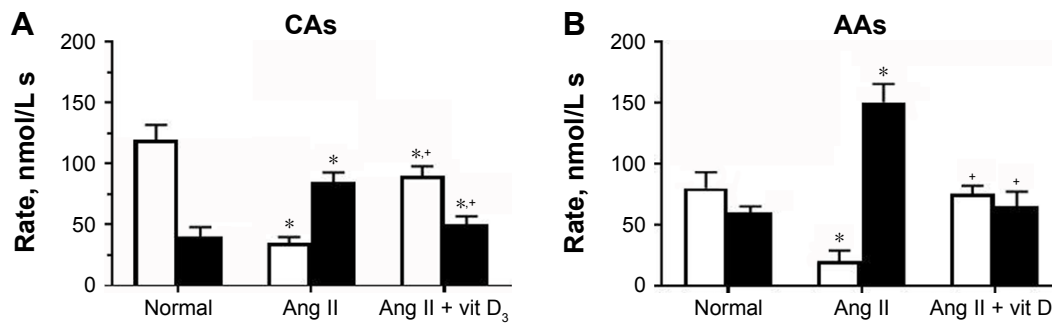 A
CAs
Rate, nmol/L s
200
150
100
50
0
*
*
*,+
*,+
Normal
Ang II
Ang II + vit D₃
B
AAs
Rate, nmol/L s
200
150
100
50
0
*
*
+
+
Normal
Ang II
Ang II + vit D